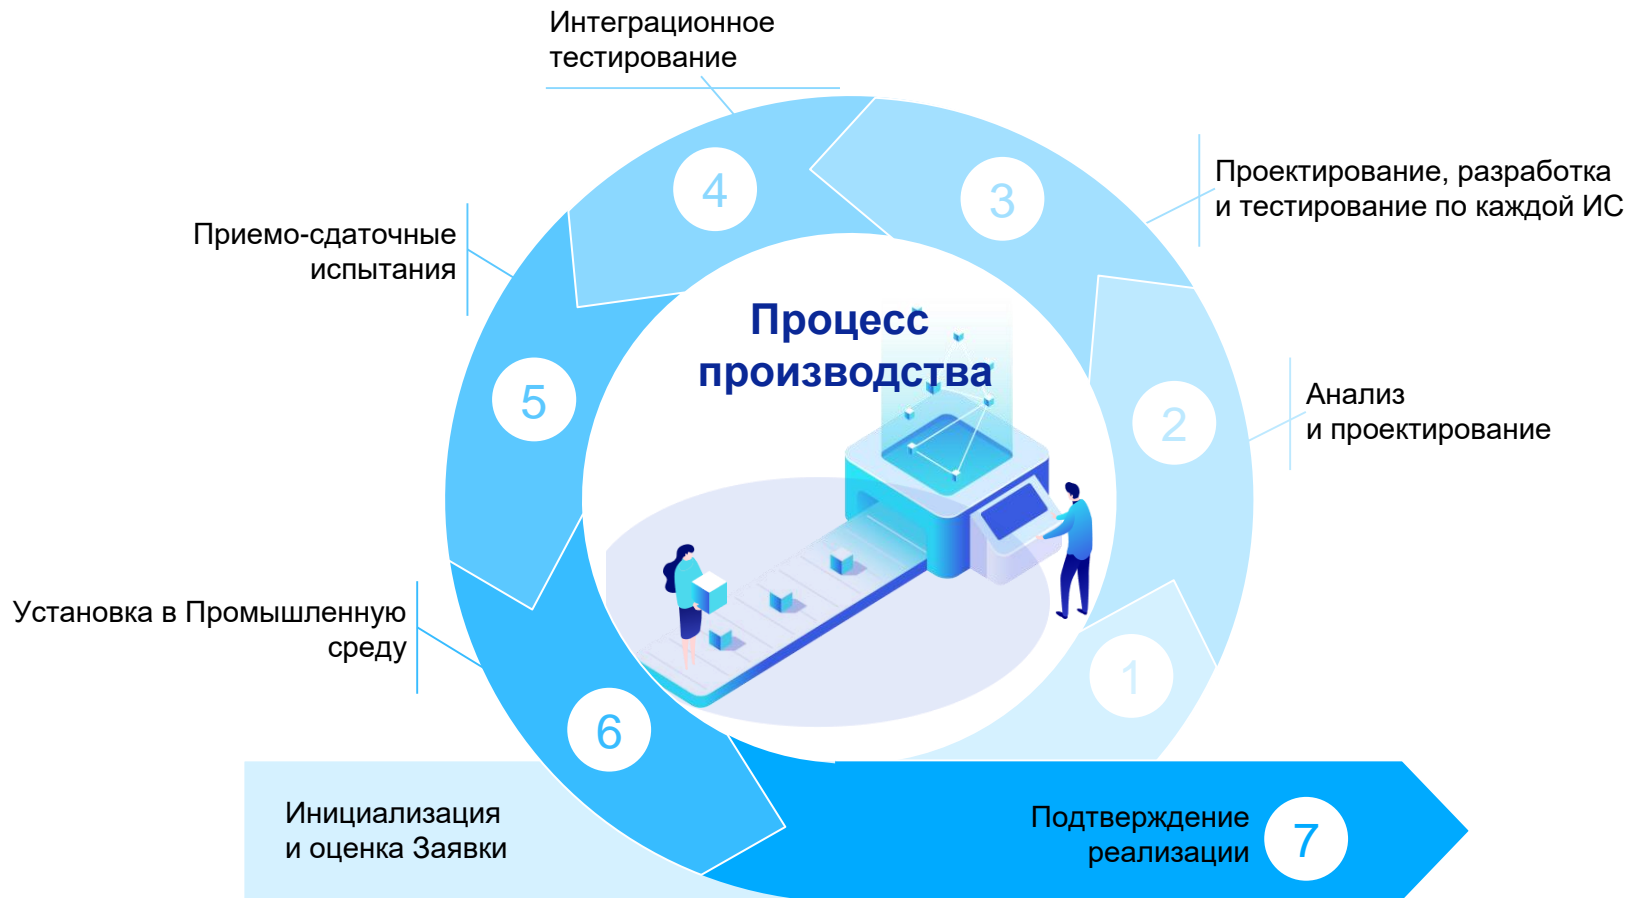 Интеграционное
тестирование
4
3
Проектирование, разработка
и тестирование по каждой ИС
Приемо-сдаточные
испытания
Процесс
производства
5
2
Анализ
и проектирование
Установка в Промышленную
среду
1
6
Инициализация
и оценка Заявки
Подтверждение
реализации
7